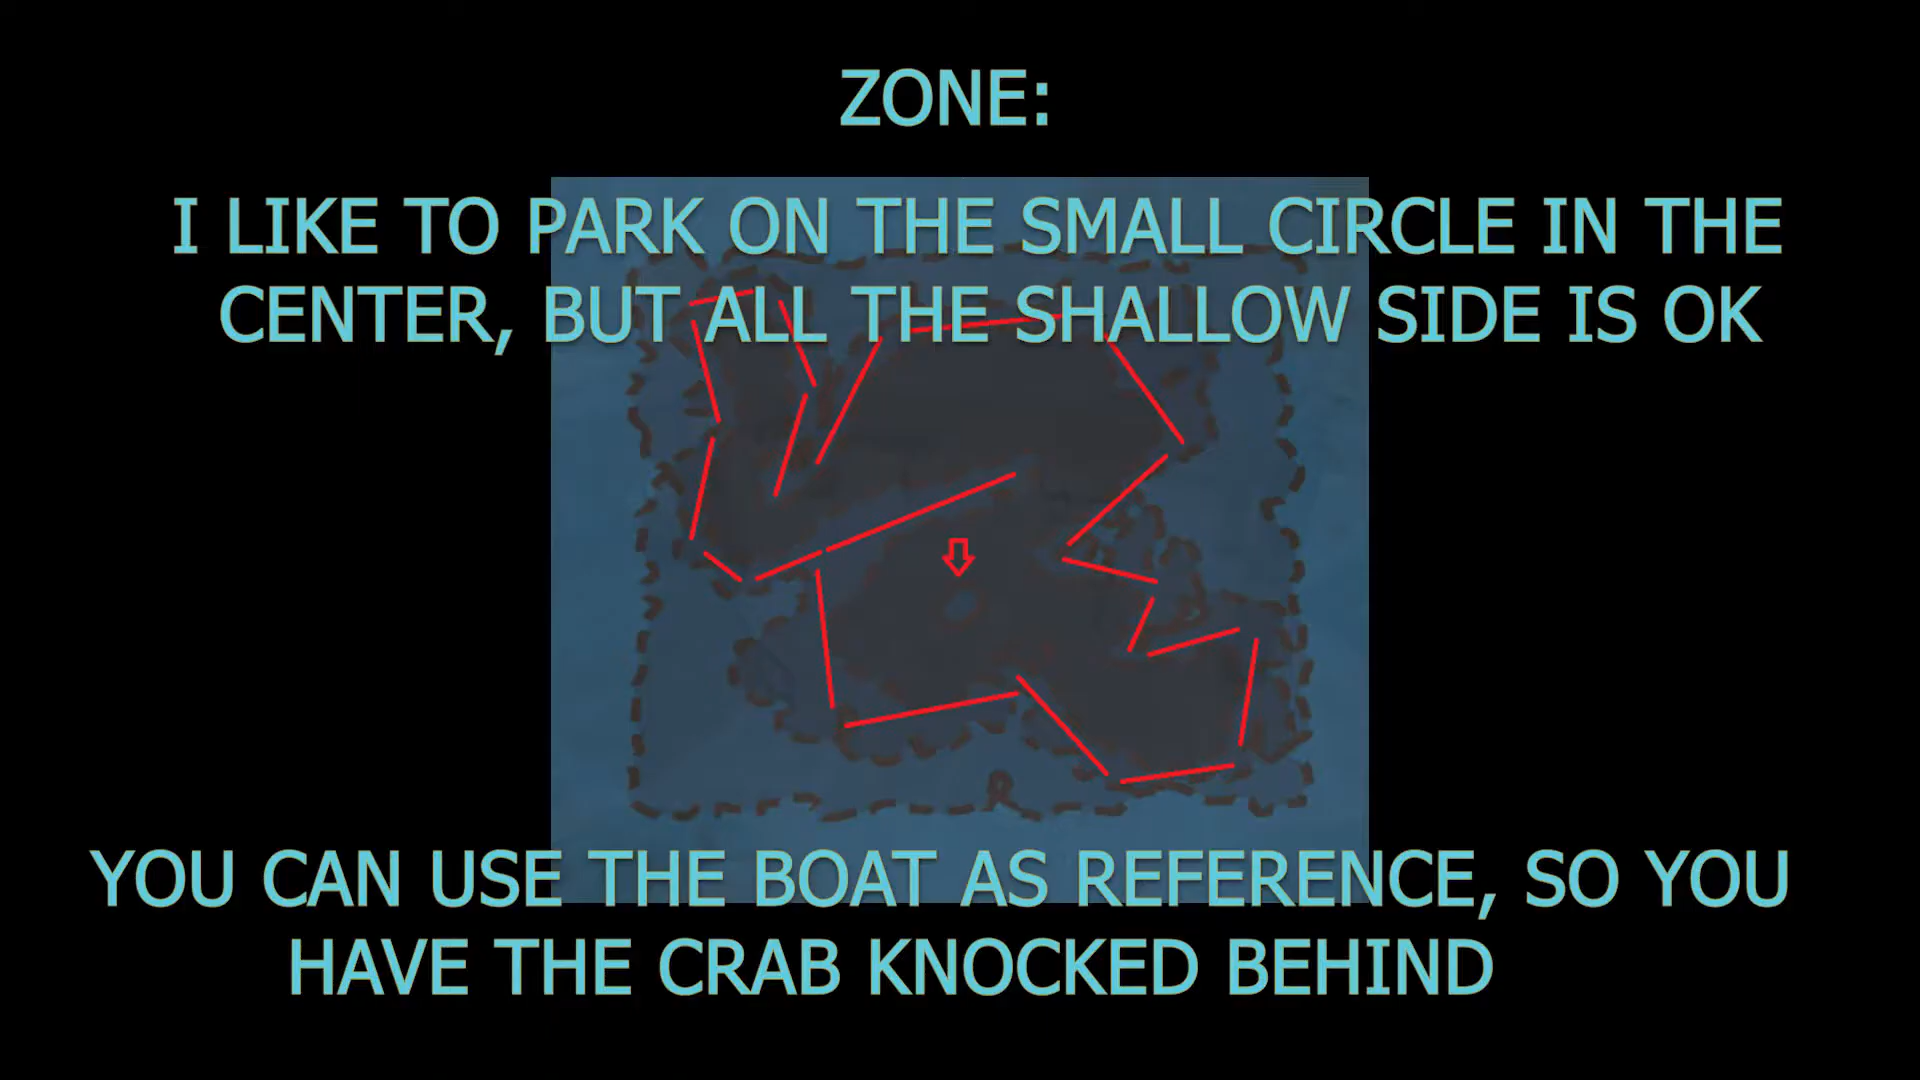 ZONE:
I LIKE TO PARK ON THE SMALL CIRCLE IN THE
CENTER, BUT ALL THE SHALLOW SIDE IS OK
YOU CAN USE THE BOAT AS REFERENCE, SO YOU
HAVE THE CRAB KNOCKED BEHIND